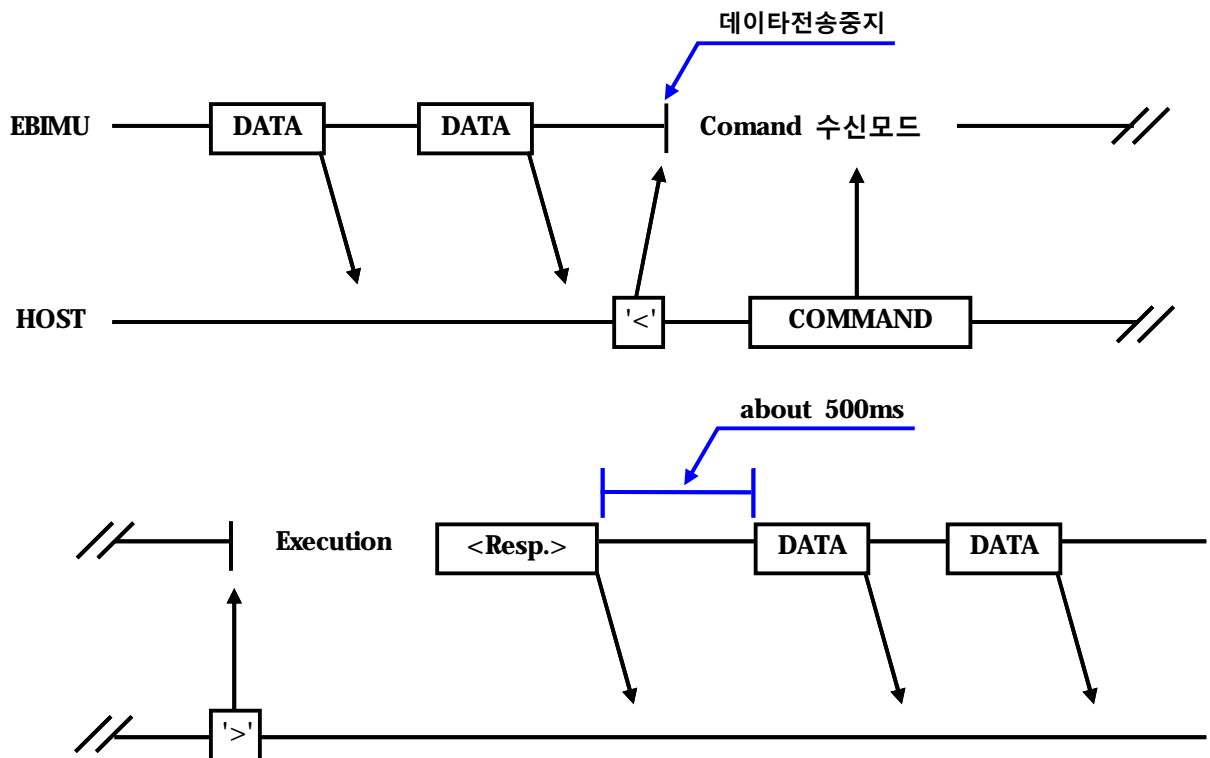 데이타전송중지
EBIMU DATA DATA Comand 수신모드
HOST '<' COMMAND
about 500ms
Execution <Resp.> DATA DATA
'>'